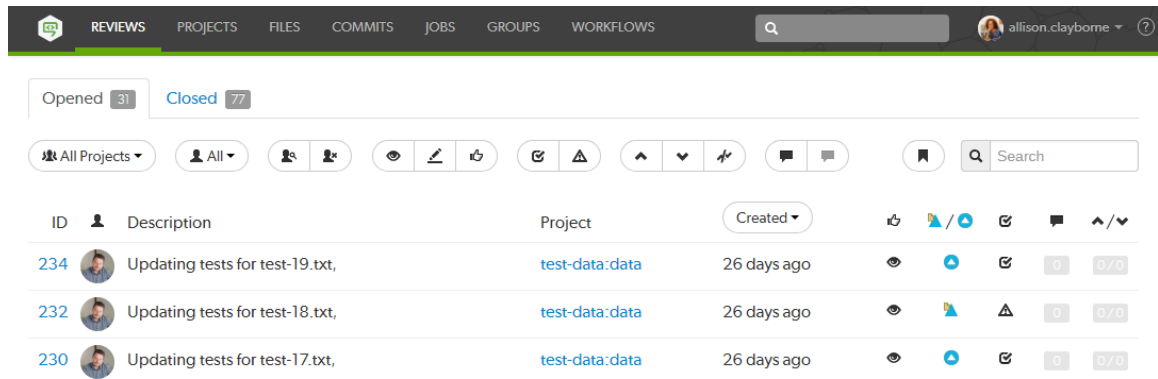 REVIEWS PROJECTS FILES COMMITS JOBS GROUPS WORKFLOWS allison.clayborne
Opened 31 Closed 77
All Projects All Search
ID Description Project Created /  /
234 Updating tests for test-19.txt, test-data:data 26 days ago 0 0/0
232 Updating tests for test-18.txt, test-data:data 26 days ago 0 0/0
230 Updating tests for test-17.txt, test-data:data 26 days ago 0 0/0